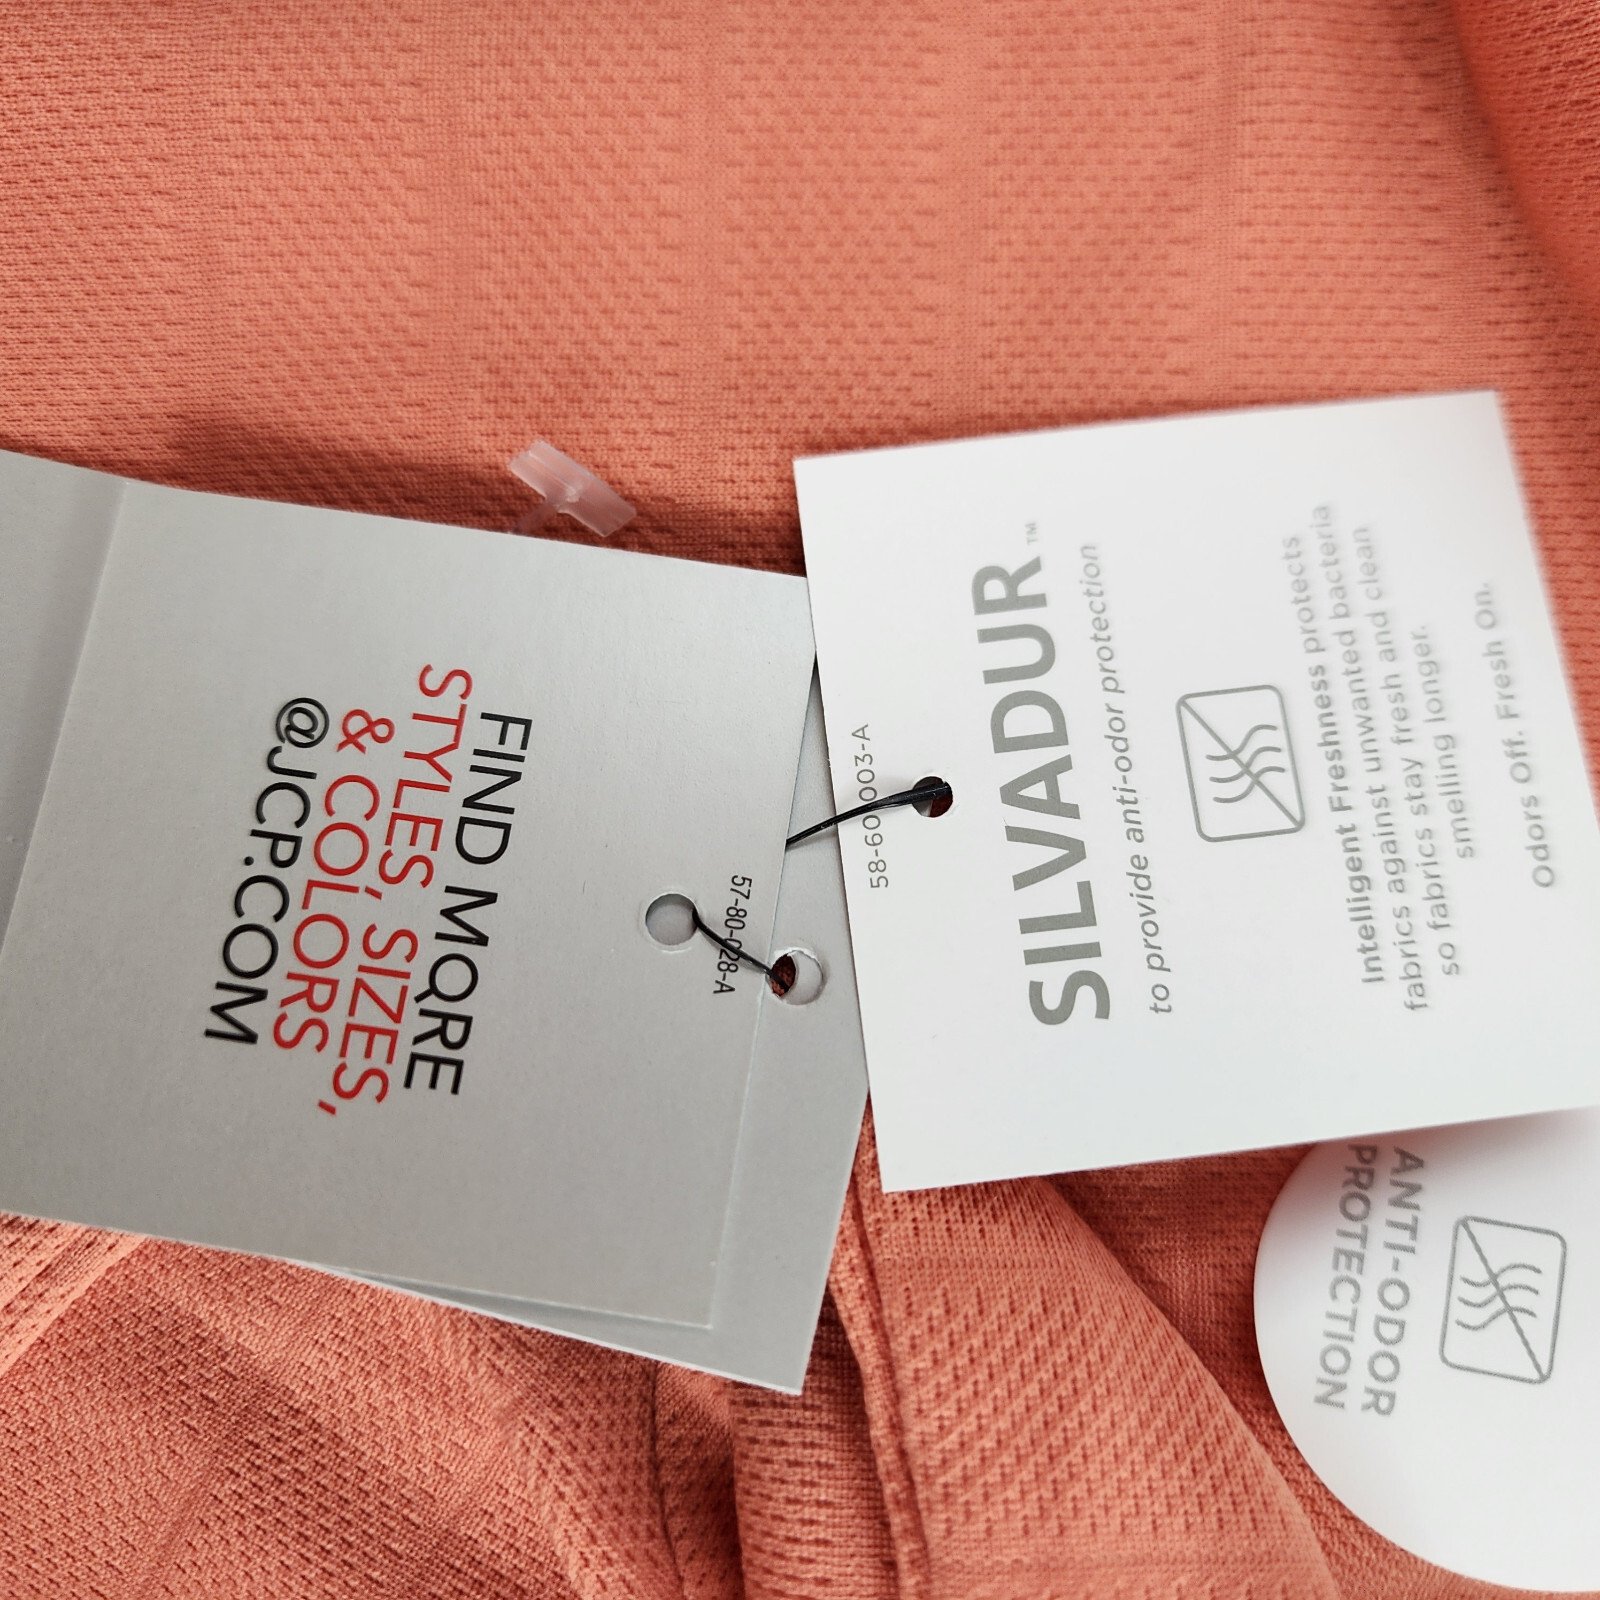 57-80-028-A
FIND MORE
STYLES, SIZES,
& COLORS
@JCP.COM
58-60-003-A
SILVADUR™
to provide anti-odor protection
Intelligent Freshness protects
fabrics against unwanted bacteria
so fabrics stay fresh and clean
smelling longer.
Odors Off. Fresh On.
ANTI-ODOR
PROTECTION